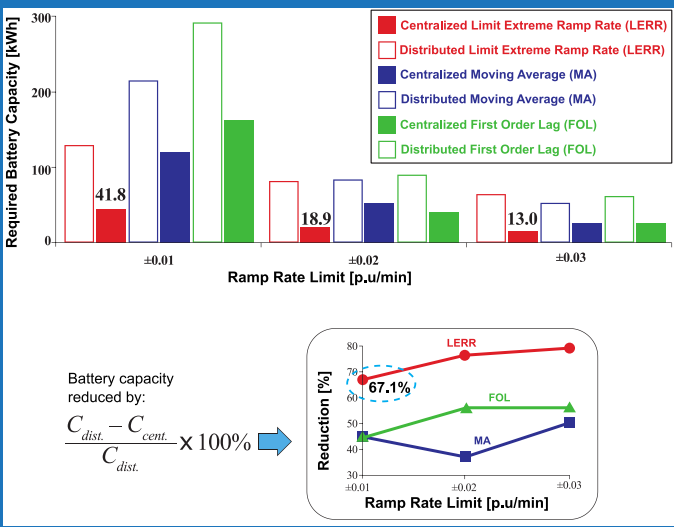 Required Battery Capacity [kWh]
300
200
100
0
41.8
18.9
13.0
±0.01
±0.02
±0.03
Ramp Rate Limit [p.u/min]
Centralized Limit Extreme Ramp Rate (LERR)
Distributed Limit Extreme Ramp Rate (LERR)
Centralized Moving Average (MA)
Distributed Moving Average (MA)
Centralized First Order Lag (FOL)
Distributed First Order Lag (FOL)
Battery capacity
reduced by:
C dist. – C cent.
C dist.
x 100%
Reduction [%]
80
70
60
50
40
30
LERR
67.1%
FOL
MA
±0.01
±0.02
±0.03
Ramp Rate Limit [p.u/min]